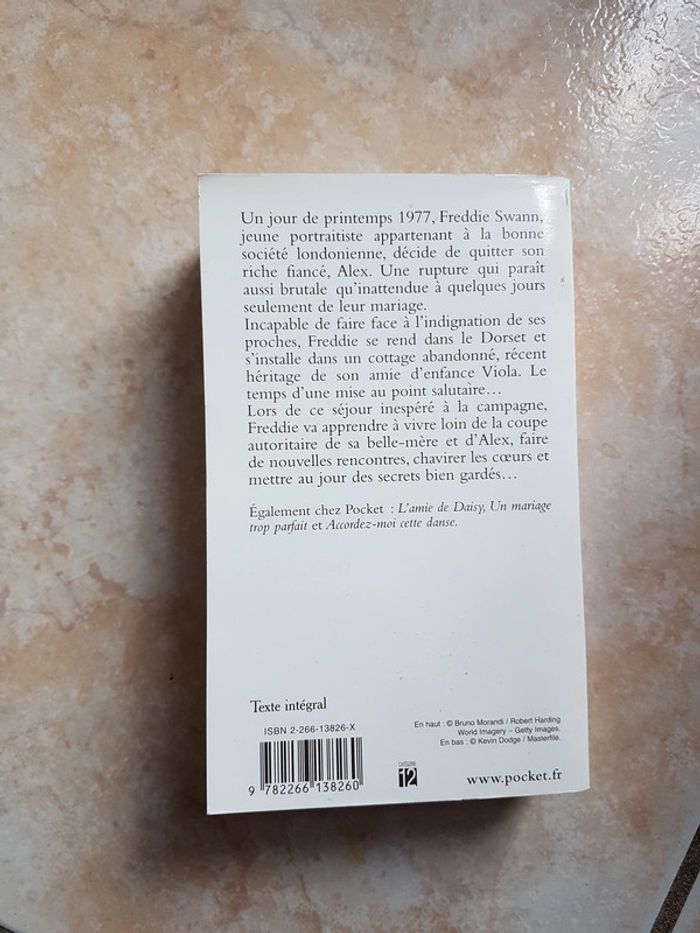 Un jour de printemps 1977, Freddie Swann,
jeune portraitiste appartenant à la bonne
société londonienne, décide de quitter son
riche fiancé, Alex. Une rupture qui paraît
aussi brutale qu'inattendue à quelques jours
seulement de leur mariage.
Incapable de faire face à l'indignation de ses
proches, Freddie se rend dans le Dorset et
s'installe dans un cottage abandonné, récent
héritage de son amie d'enfance Viola. Le
temps d'une mise au point salutaire…
Lors de ce séjour inespéré à la campagne,
Freddie va apprendre à vivre loin de la coupe
autoritaire de sa belle-mère et d'Alex, faire
de nouvelles rencontres, chavirer les cœurs et
mettre au jour des secrets bien gardés…
Également chez Pocket : L'amie de Daisy, Un mariage
trop parfait et Accordez-moi cette danse.
Texte intégral
ISBN 2-266-13826-X
9 782266 138260
CATÉGORIE
12
En haut : © Bruno Morandi / Robert Harding
World Imagery – Getty Images.
En bas : © Kevin Dodge / Masterfile.
www.pocket.fr